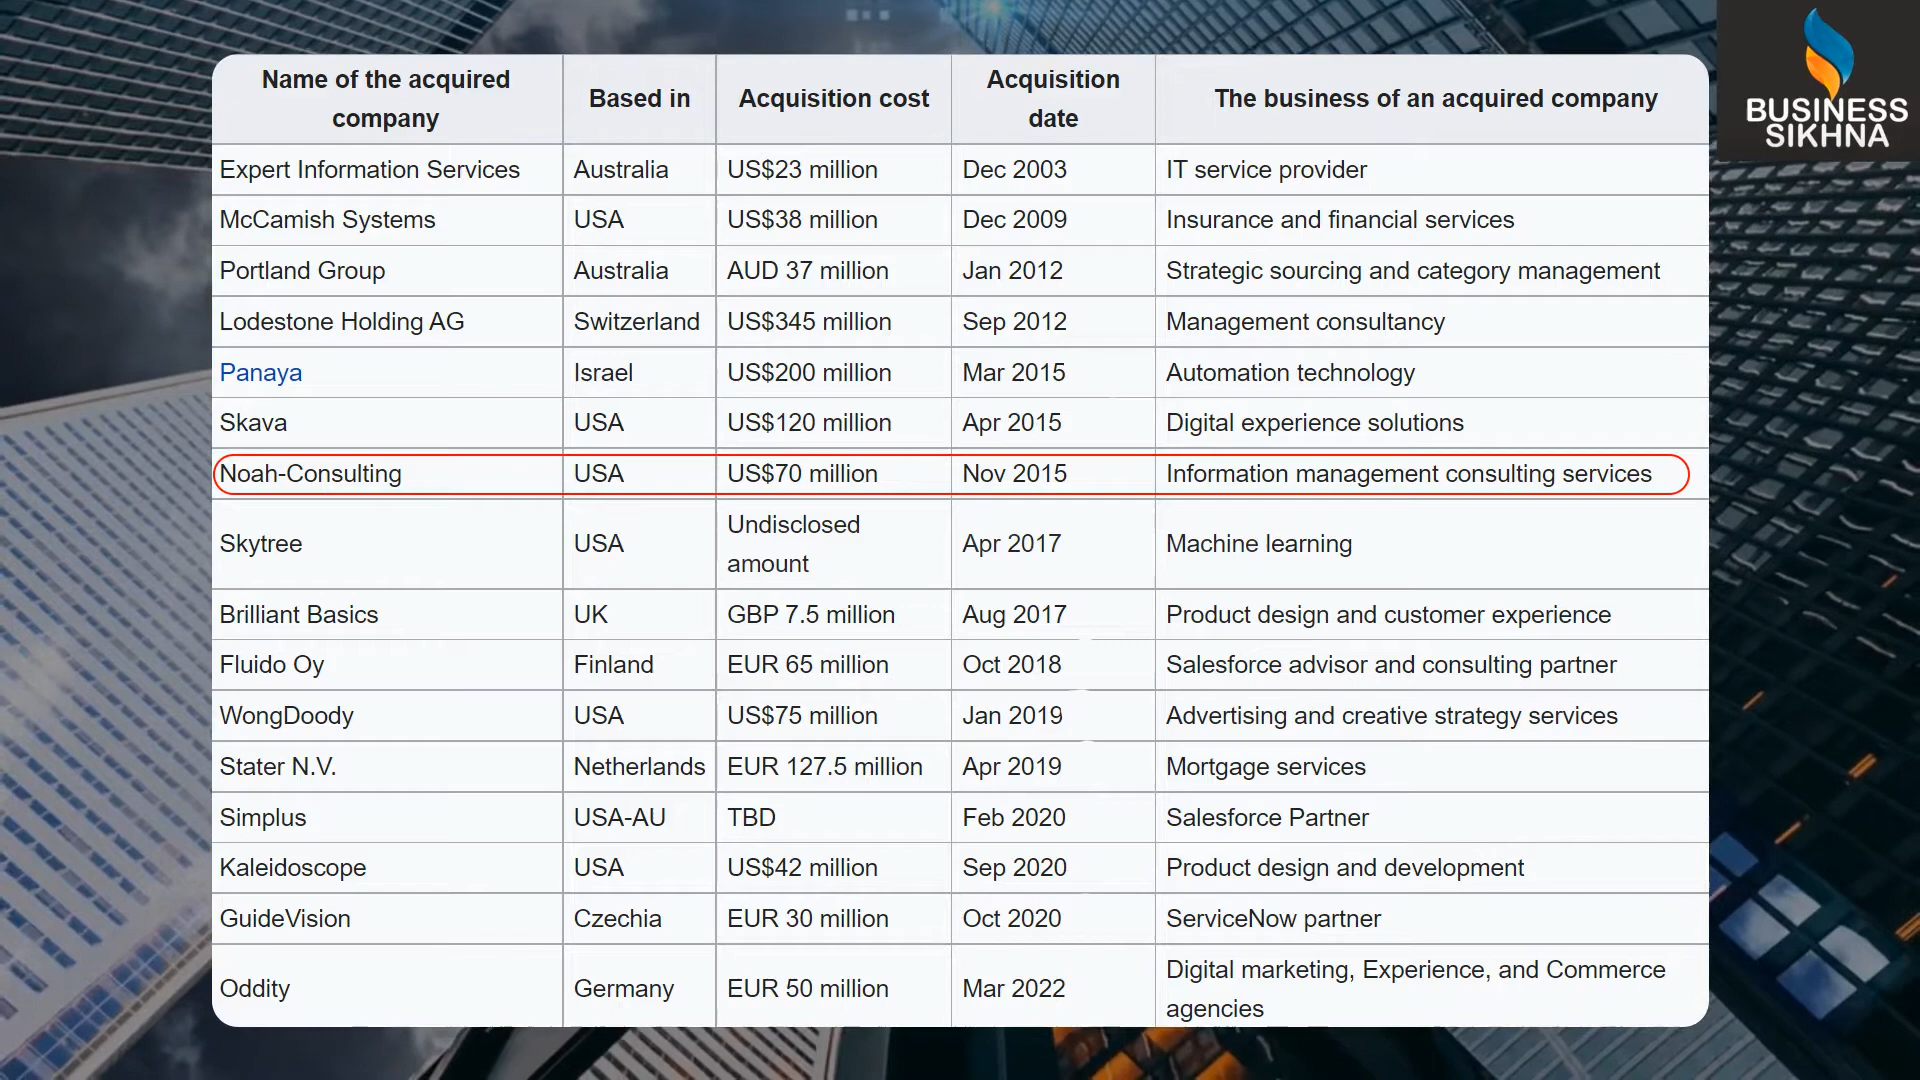 BUSINESS
SIKHNA
Name of the acquired company Based in Acquisition cost Acquisition date The business of an acquired company
Expert Information Services Australia US$23 million Dec 2003 IT service provider
McCamish Systems USA US$38 million Dec 2009 Insurance and financial services
Portland Group Australia AUD 37 million Jan 2012 Strategic sourcing and category management
Lodestone Holding AG Switzerland US$345 million Sep 2012 Management consultancy
Panaya Israel US$200 million Mar 2015 Automation technology
Skava USA US$120 million Apr 2015 Digital experience solutions
Noah-Consulting USA US$70 million Nov 2015 Information management consulting services
Skytree USA Undisclosed amount Apr 2017 Machine learning
Brilliant Basics UK GBP 7.5 million Aug 2017 Product design and customer experience
Fluido Oy Finland EUR 65 million Oct 2018 Salesforce advisor and consulting partner
WongDoody USA US$75 million Jan 2019 Advertising and creative strategy services
Stater N.V. Netherlands EUR 127.5 million Apr 2019 Mortgage services
Simplus USA-AU TBD Feb 2020 Salesforce Partner
Kaleidoscope USA US$42 million Sep 2020 Product design and development
GuideVision Czechia EUR 30 million Oct 2020 ServiceNow partner
Oddity Germany EUR 50 million Mar 2022 Digital marketing, Experience, and Commerce agencies